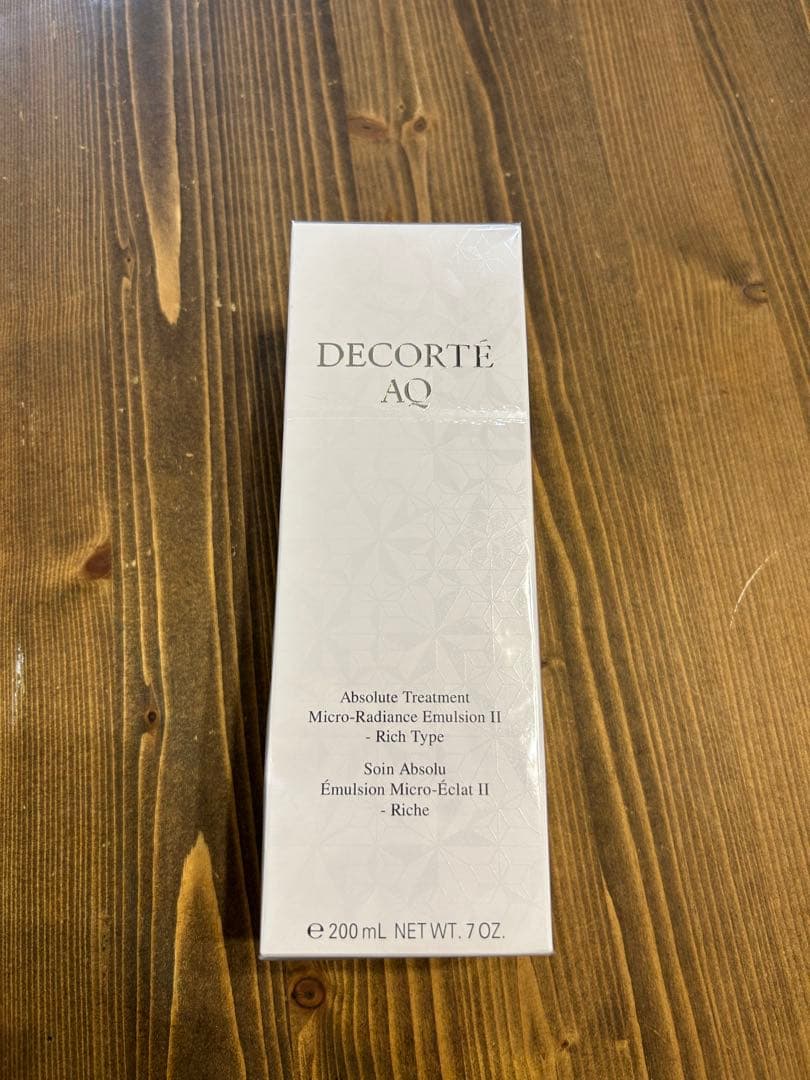 DECORTÉ
AQ
Absolute Treatment
Micro-Radiance Emulsion II
- Rich Type
Soin Absolu
Émulsion Micro-Éclat II
- Riche
℮ 200 mL NET WT. 7 OZ.